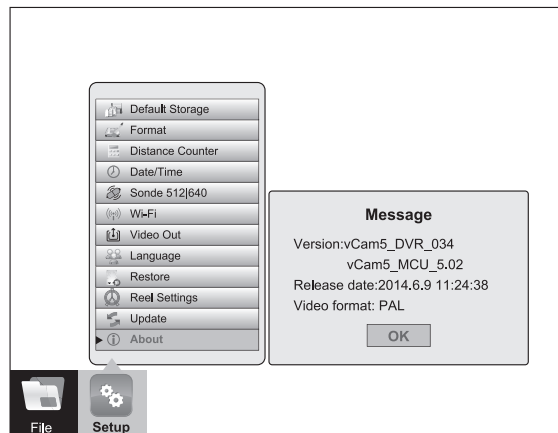 Default Storage
Format
Distance Counter
Date/Time
Sonde 512|640
Wi-Fi
Video Out
Language
Restore
Reel Settings
Update
About
Message
Version:vCam5_DVR_034
vCam5_MCU_5.02
Release date:2014.6.9 11:24:38
Video format: PAL
OK
File
Setup